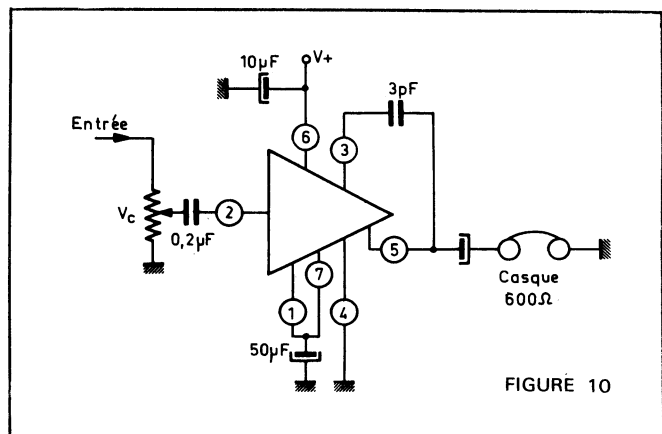 10µF
V+
3pF
Entrée
6
3
Vc
2
0,2µF
5
7
1
4
Casque
600Ω
50µF
FIGURE 10